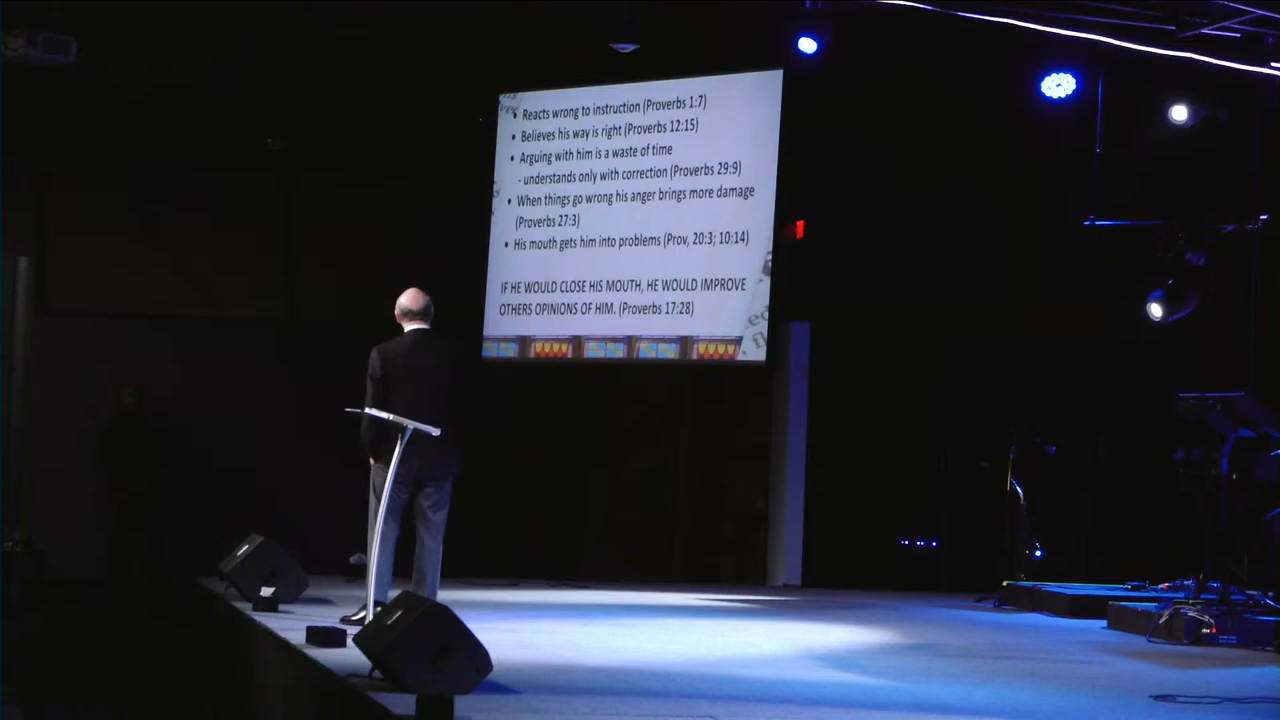 • Reacts wrong to instruction (Proverbs 1:7)
• Believes his way is right (Proverbs 12:15)
• Arguing with him is a waste of time
- understands only with correction (Proverbs 29:9)
• When things go wrong his anger brings more damage
(Proverbs 27:3)
• His mouth gets him into problems (Prov, 20:3; 10:14)
IF HE WOULD CLOSE HIS MOUTH, HE WOULD IMPROVE
OTHERS OPINIONS OF HIM. (Proverbs 17:28)